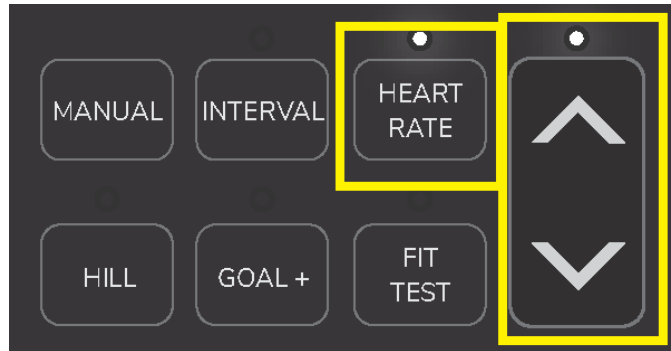 MANUAL
INTERVAL
HEART
RATE
HILL
GOAL +
FIT
TEST